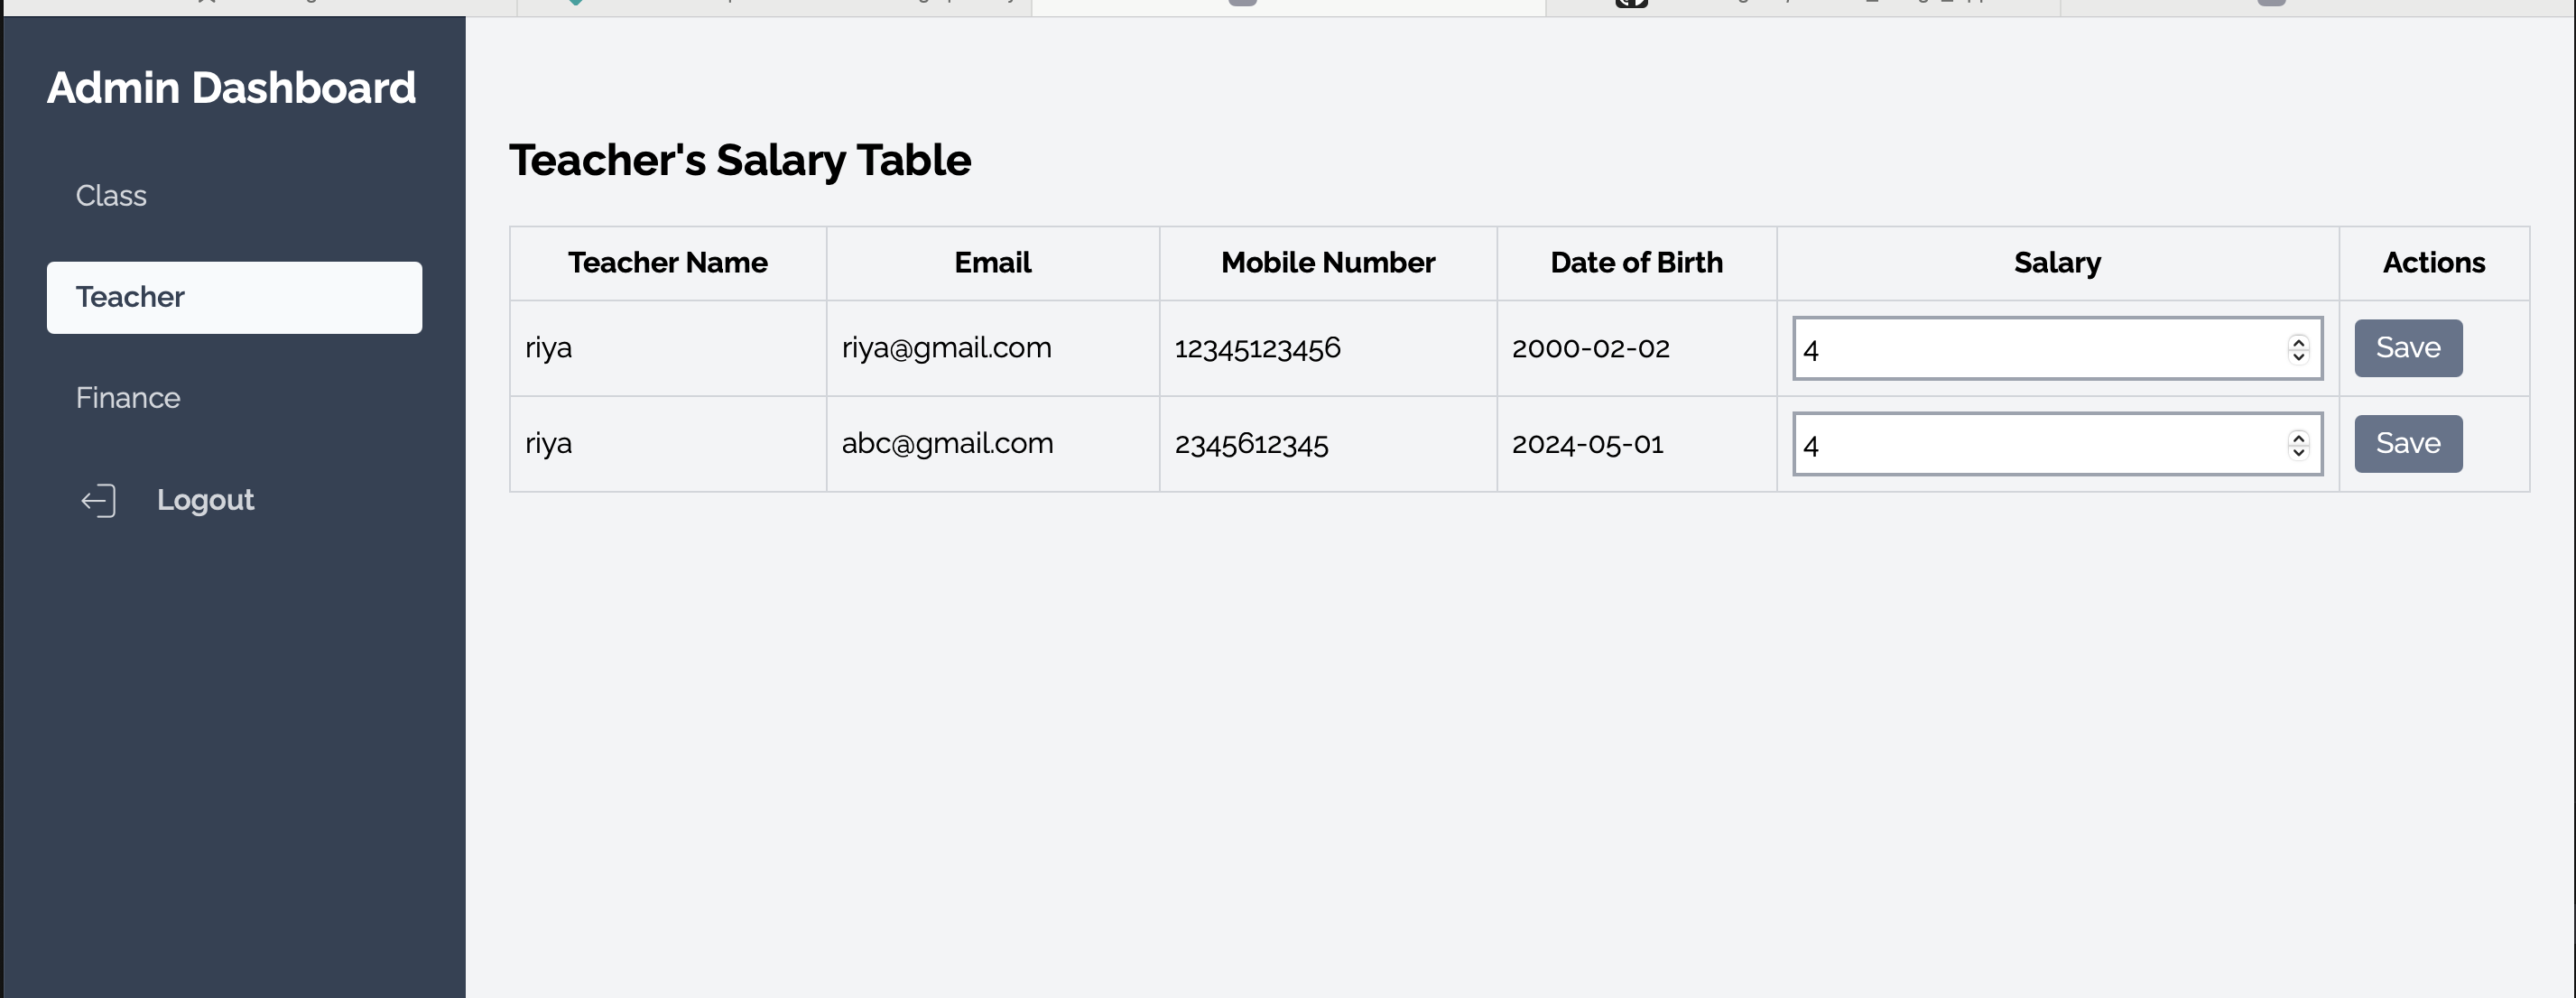 Admin Dashboard
Class
Teacher
Finance
Logout
Teacher's Salary Table
Teacher Name Email Mobile Number Date of Birth Salary Actions
riya riya@gmail.com 12345123456 2000-02-02 4 Save
riya abc@gmail.com 2345612345 2024-05-01 4 Save